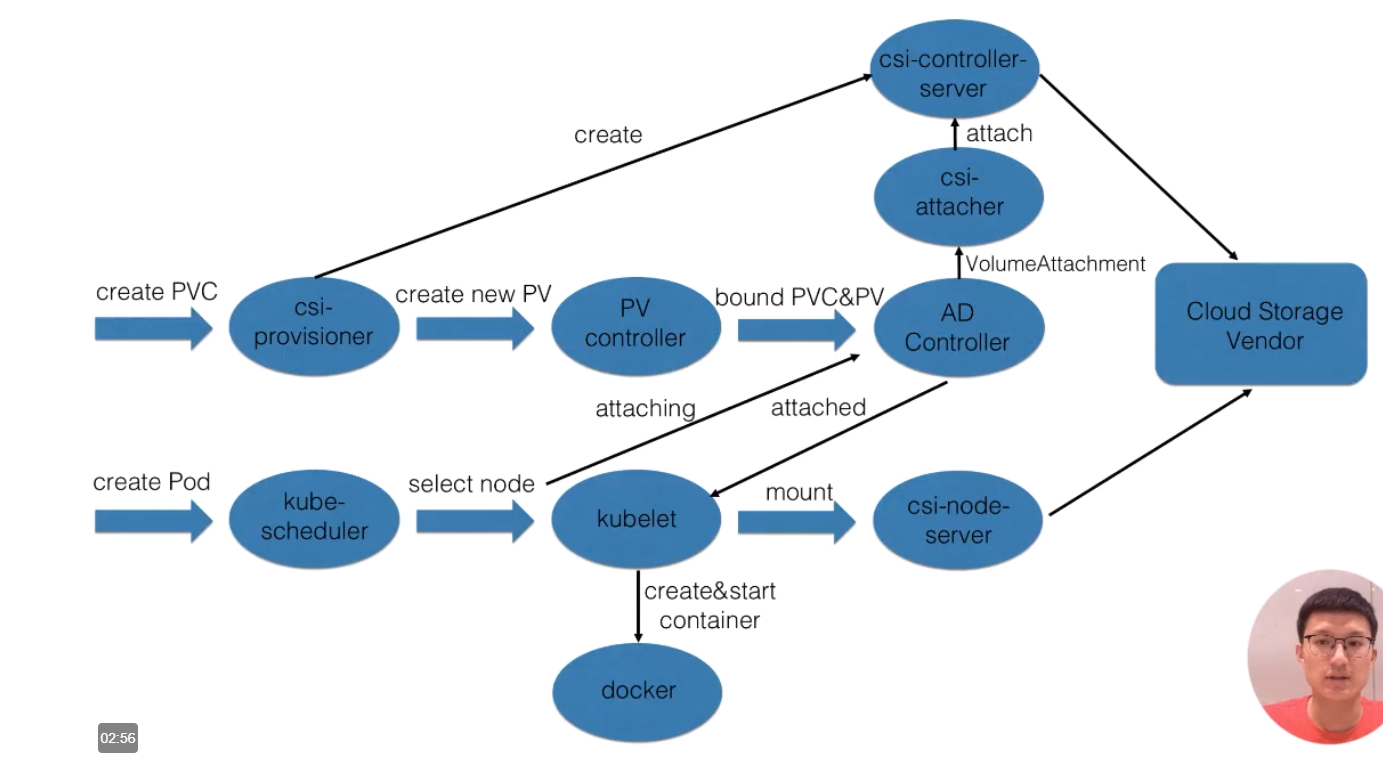 csi-controller-
server
create
attach
csi-
attacher
VolumeAttachment
create PVC
csi-
provisioner
create new PV
PV
controller
bound PVC&PV
AD
Controller
Cloud Storage
Vendor
attaching
attached
create Pod
kube-
scheduler
select node
kubelet
mount
csi-node-
server
create&start
container
docker
02:56